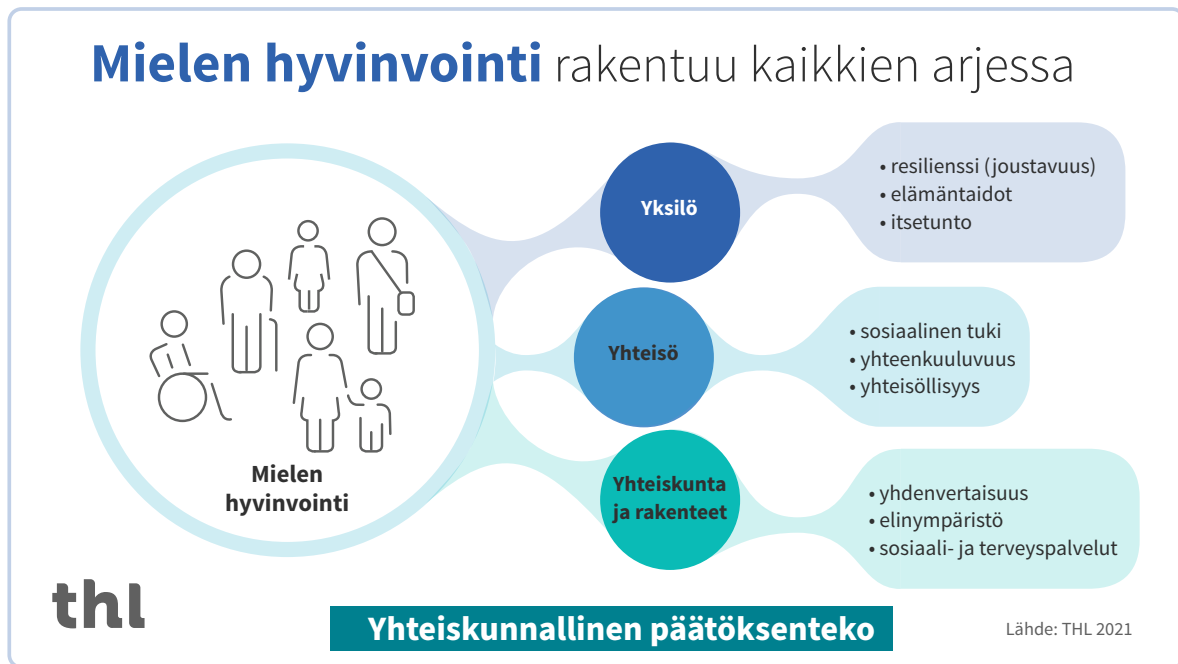 Mielen hyvinvointi rakentuu kaikkien arjessa
Mielen
hyvinvointi
Yksilö
• resilienssi (joustavuus)
• elämäntaidot
• itsetunto
Yhteisö
• sosiaalinen tuki
• yhteenkuuluvuus
• yhteisöllisyys
Yhteiskunta
ja rakenteet
• yhdenvertaisuus
• elinympäristö
• sosiaali- ja terveyspalvelut
thl
Yhteiskunnallinen päätöksenteko
Lähde: THL 2021